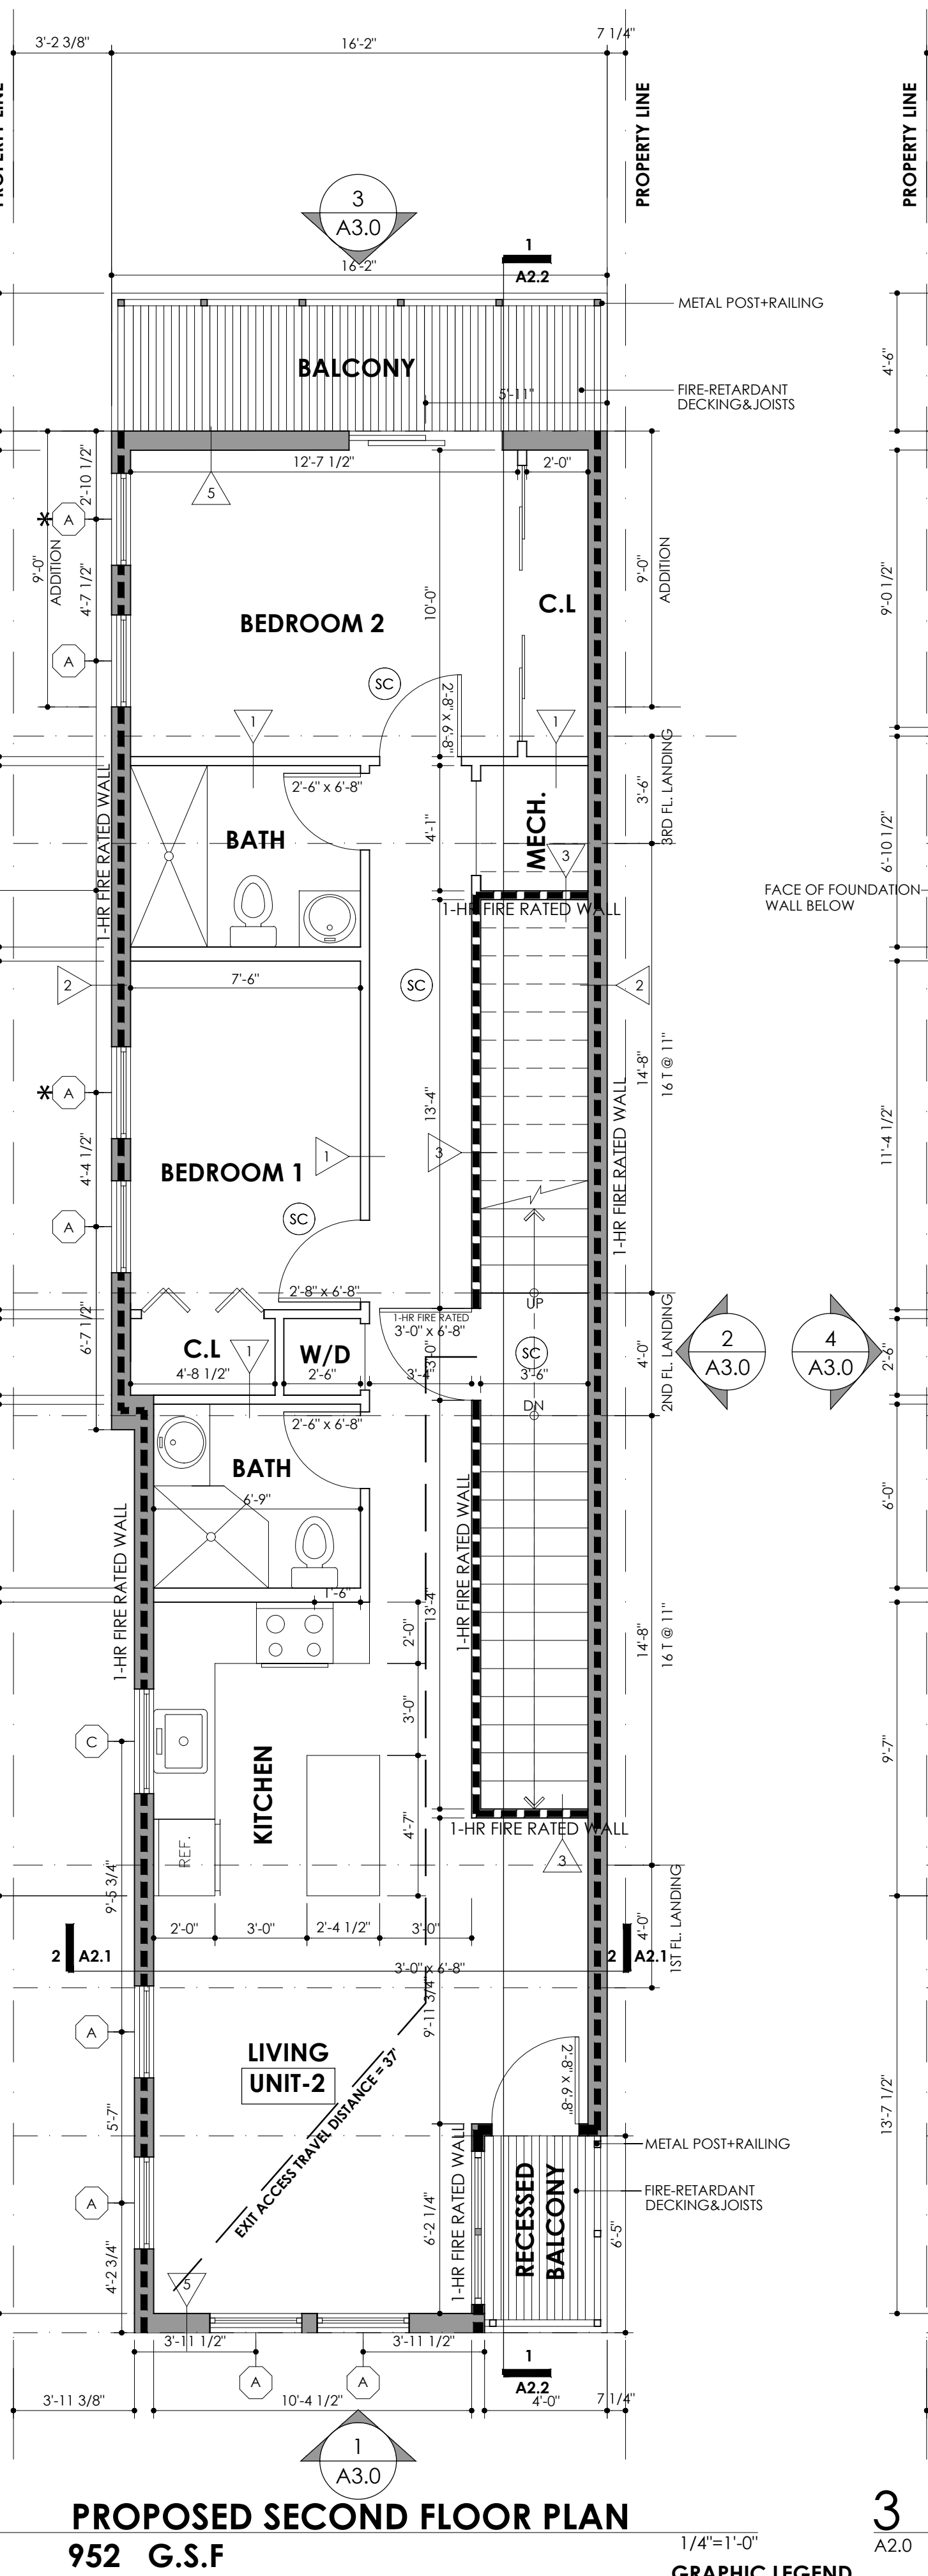 3'-2 3/8"
16'-2"
7 1/4"
PROPERTY LINE
PROPERTY LINE
3
A3.0
16'-2"
1
A2.2
METAL POST+RAILING
BALCONY
4'-6"
5'-11"
FIRE-RETARDANT
DECKING&JOISTS
12'-7 1/2"
2'-0"
5
2'-10 1/2"
A
9'-0"
ADDITION
4'-7 1/2"
10'-0"
C.L
9'-0"
ADDITION
9'-0 1/2"
BEDROOM 2
A
SC
2'-8" x 6'-8"
1
1
2'-6" x 6'-8"
BATH
4'-1"
MECH.
3
3'-6"
3RD FL. LANDING
6'-10 1/2"
1-HR FIRE RATED WALL
1-HR FIRE RATED WALL
FACE OF FOUNDATION
WALL BELOW
2
7'-6"
SC
2
A
13'-4"
14'-8"
16 T @ 11"
1-HR FIRE RATED WALL
11'-4 1/2"
4'-4 1/2"
BEDROOM 1
1
3
A
SC
2'-8" x 6'-8"
UP
1-HR FIRE RATED
3'-0" x 6'-8"
6'-7 1/2"
C.L
1
W/D
3'-0"
SC
4'-8 1/2"
2'-6"
3'-4"
3'-6"
4'-0"
2ND FL. LANDING
2
A3.0
4
A3.0
2'-6"
DN
2'-6" x 6'-8"
BATH
6'-9"
6'-0"
1-HR FIRE RATED WALL
1-HR FIRE RATED WALL
1'-6"
13'-4"
2'-0"
14'-8"
16 T @ 11"
3'-0"
C
KITCHEN
9'-7"
4'-7"
REF.
1-HR FIRE RATED WALL
3
9'-5 3/4"
2'-0"
3'-0"
2'-4 1/2"
3'-0"
4'-0"
1ST FL. LANDING
2
A2.1
2
A2.1
3'-0" x 6'-8"
9'-11 3/4"
A
LIVING
UNIT-2
EXIT ACCESS TRAVEL DISTANCE = 37'
2'-8" x 6'-8"
5'-7"
13'-7 1/2"
METAL POST+RAILING
A
6'-2 1/4"
1-HR FIRE RATED WALL
RECESSED
BALCONY
FIRE-RETARDANT
DECKING&JOISTS
6'-5"
4'-2 3/4"
5
3'-11 1/2"
3'-11 1/2"
A
A
1
A2.2
3'-11 3/8"
10'-4 1/2"
4'-0"
7 1/4"
1
A3.0
PROPOSED SECOND FLOOR PLAN
952 G.S.F
1/4"=1'-0"
3
A2.0
GRAPHIC LEGEND